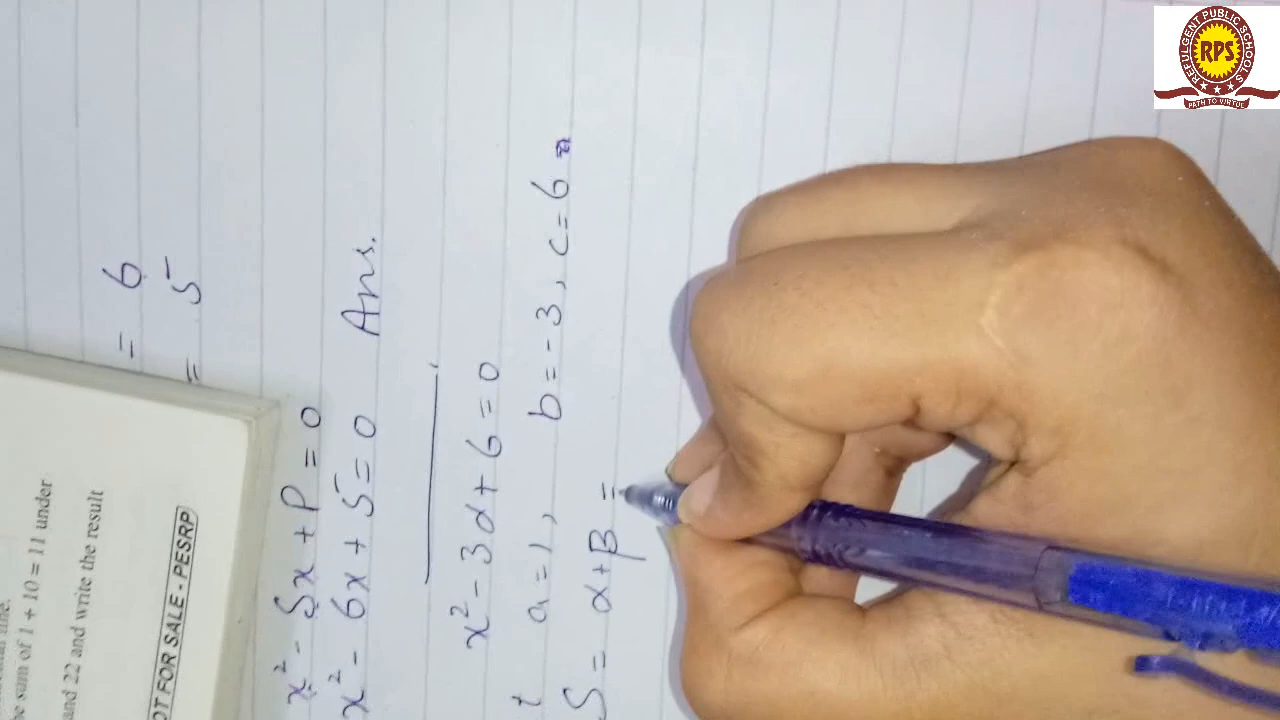 = 6
= 5
x² - Sx + P = 0
x² - 6x + 5 = 0 Ans.
x² - 3x + 6 = 0
a = 1, b = -3, c = 6
S = α + β =
sum of 1 + 10 = 11 under
and 22 and write the result
OT FOR SALE - PESRP
REFULGENT PUBLIC SCHOOLS
RPS
PATH TO VIRTUE